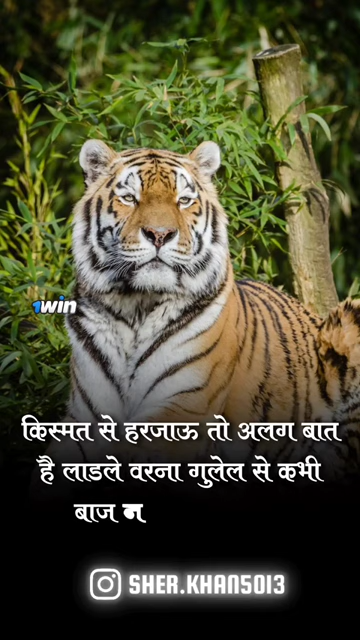 1win
किस्मत से हरजाऊ तो अलग बात
है लाडले वरना गुलेल से कभी
बाज न
SHER.KHAN5013